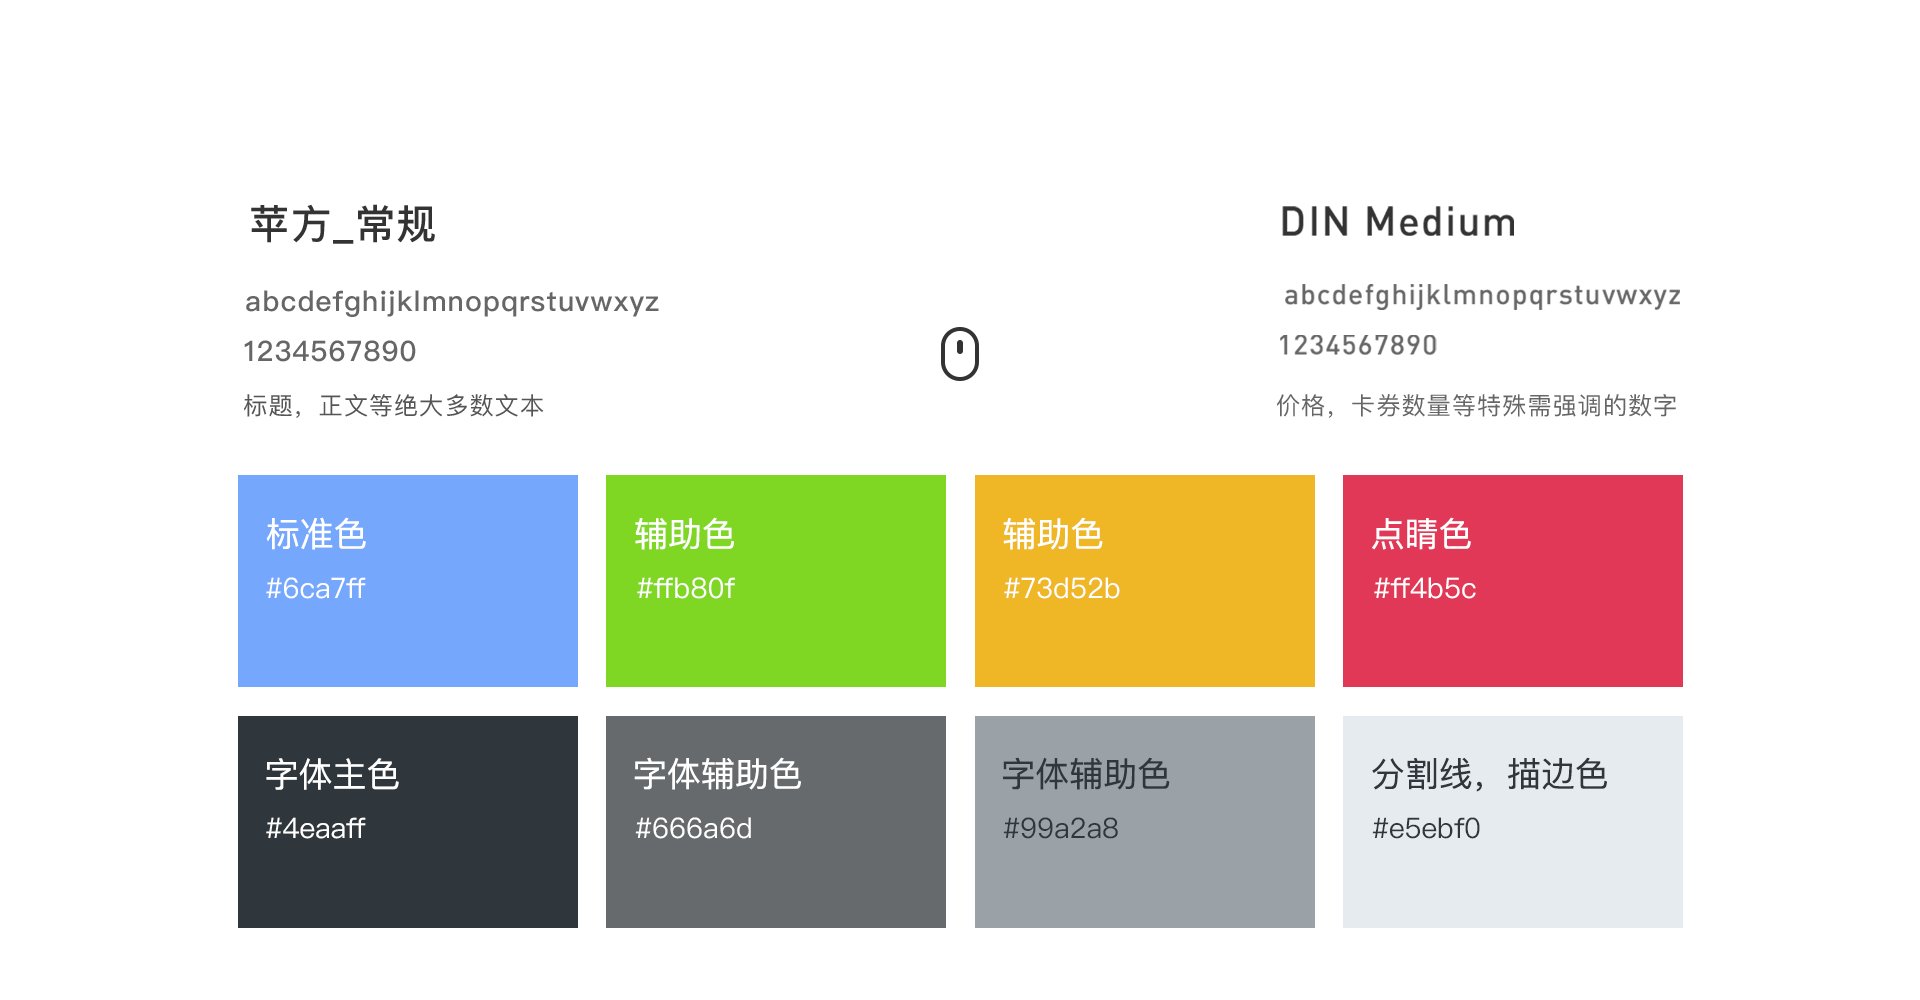 苹方_常规
abcdefghijklmnopqrstuvwxyz
1234567890
标题，正文等绝大多数文本
DIN Medium
abcdefghijklmnopqrstuvwxyz
1234567890
价格，卡券数量等特殊需强调的数字
标准色
#6ca7ff
辅助色
#ffb80f
辅助色
#73d52b
点睛色
#ff4b5c
字体主色
#4eaaff
字体辅助色
#666a6d
字体辅助色
#99a2a8
分割线，描边色
#e5ebf0